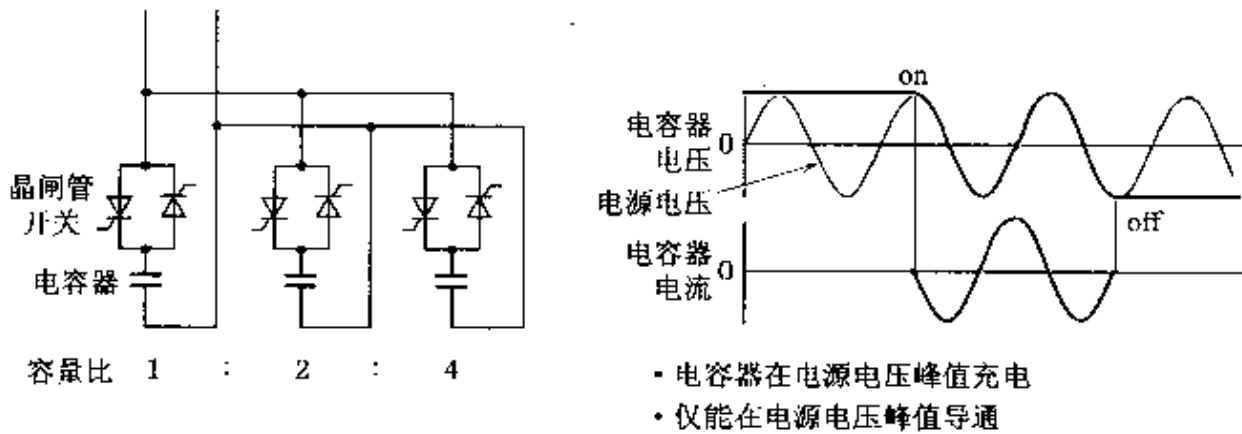 晶闸管
开关
电容器
容量比 1 : 2 : 4
on
电容器
电压
0
电源电压
off
电容器
电流
0
· 电容器在电源电压峰值充电
· 仅能在电源电压峰值导通